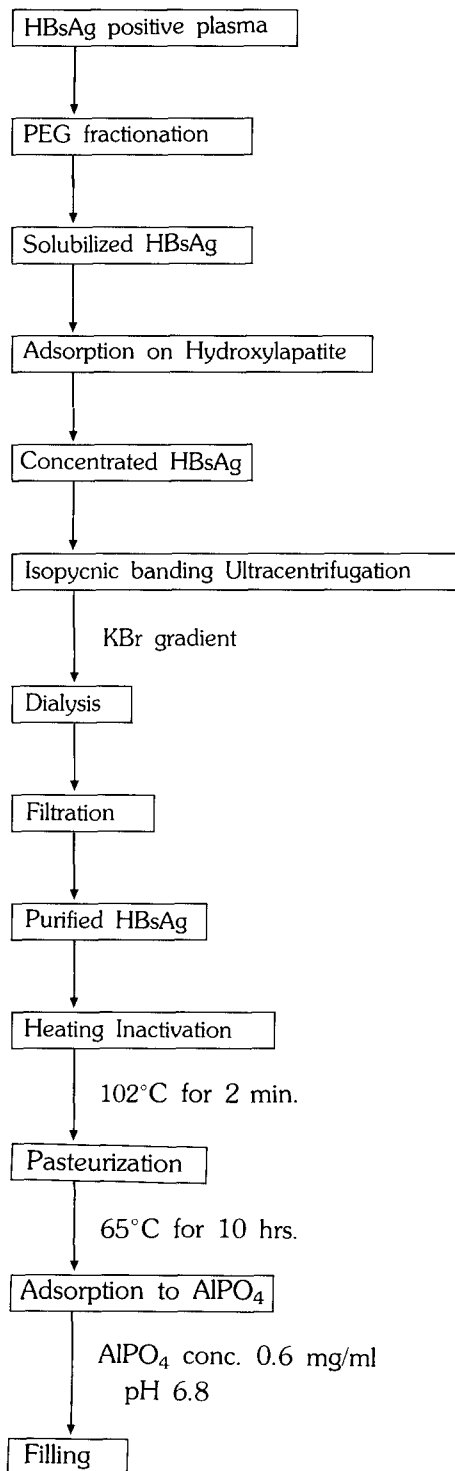 HBsAg positive plasma
PEG fractionation
Solubilized HBsAg
Adsorption on Hydroxylapatite
Concentrated HBsAg
Isopycnic banding Ultracentrifugation
KBr gradient
Dialysis
Filtration
Purified HBsAg
Heating Inactivation
102°C for 2 min.
Pasteurization
65°C for 10 hrs.
Adsorption to AlPO₄
AlPO₄ conc. 0.6 mg/ml
pH 6.8
Filling